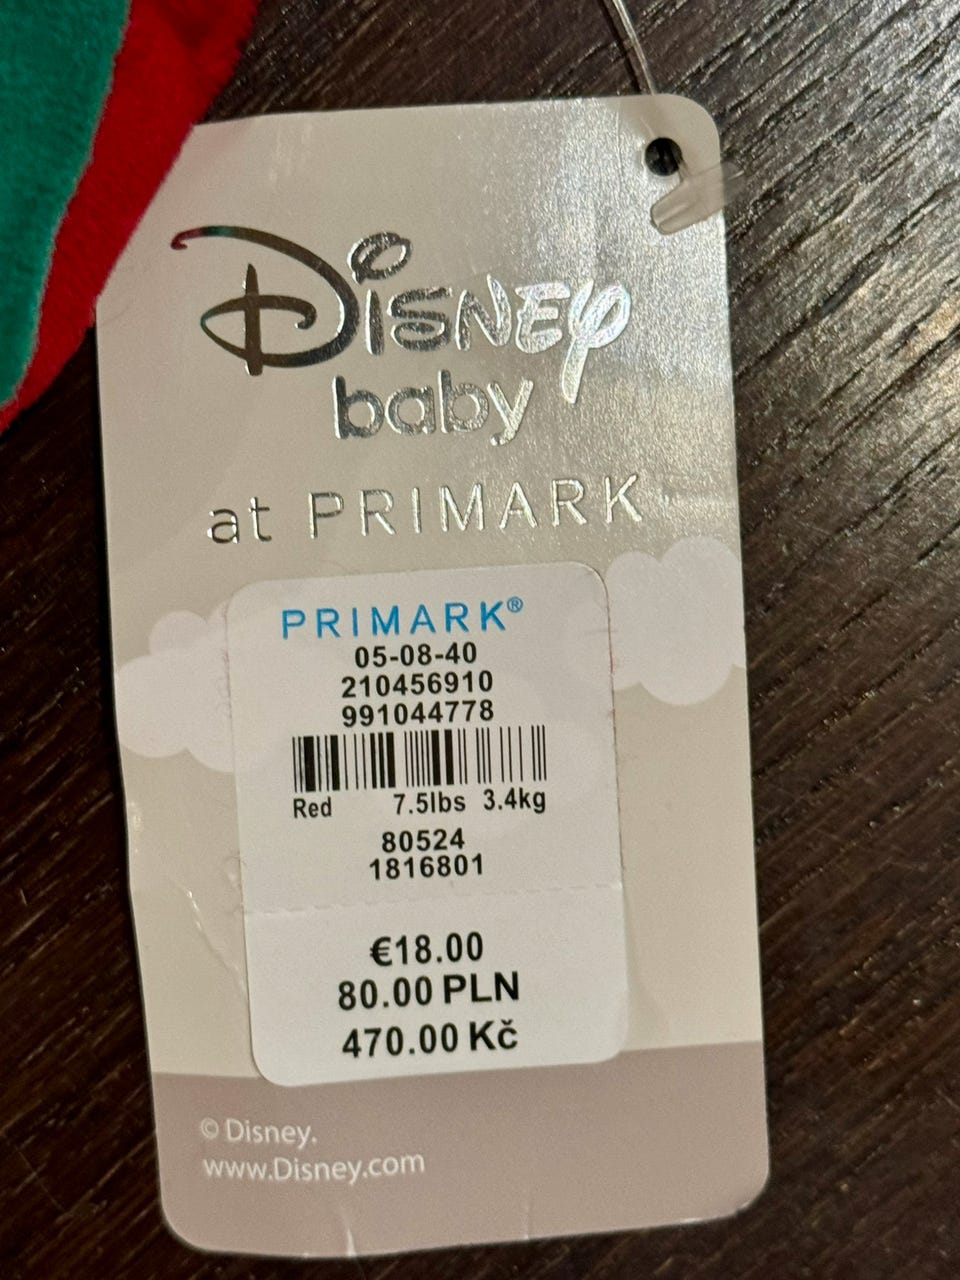 Disney
baby
at PRIMARK
PRIMARK®
05-08-40
210456910
991044778
Red 7.5lbs 3.4kg
80524
1816801
€18.00
80.00 PLN
470.00 Kč
© Disney.
www.Disney.com